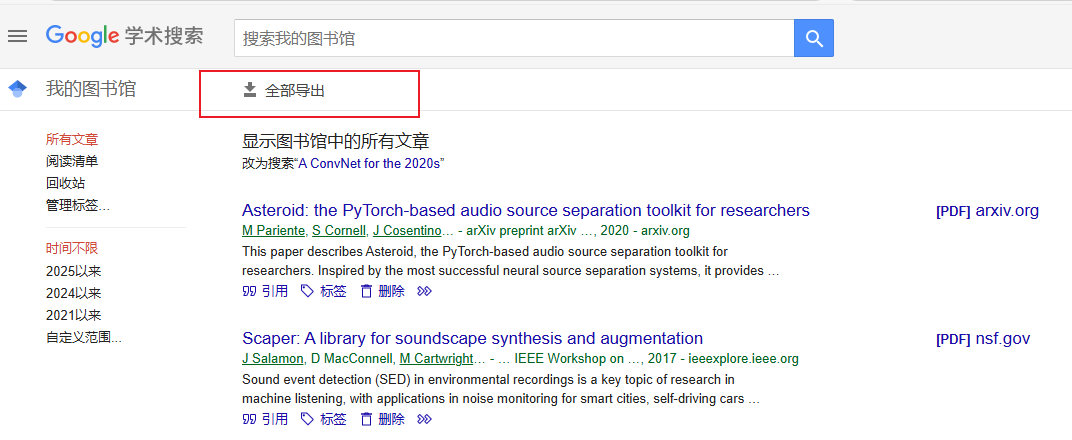 Google 学术搜索
搜索我的图书馆
我的图书馆
全部导出
所有文章
阅读清单
回收站
管理标签...
时间不限
2025以来
2024以来
2021以来
自定义范围...
显示图书馆中的所有文章
改为搜索“A ConvNet for the 2020s”
Asteroid: the PyTorch-based audio source separation toolkit for researchers
[PDF] arxiv.org
M Pariente, S Cornell, J Cosentino… - arXiv preprint arXiv …, 2020 - arxiv.org
This paper describes Asteroid, the PyTorch-based audio source separation toolkit for
researchers. Inspired by the most successful neural source separation systems, it provides …
引用 标签 删除
Scaper: A library for soundscape synthesis and augmentation
[PDF] nsf.gov
J Salamon, D MacConnell, M Cartwright… - … IEEE Workshop on …, 2017 - ieeexplore.ieee.org
Sound event detection (SED) in environmental recordings is a key topic of research in
machine listening, with applications in noise monitoring for smart cities, self-driving cars …
引用 标签 删除